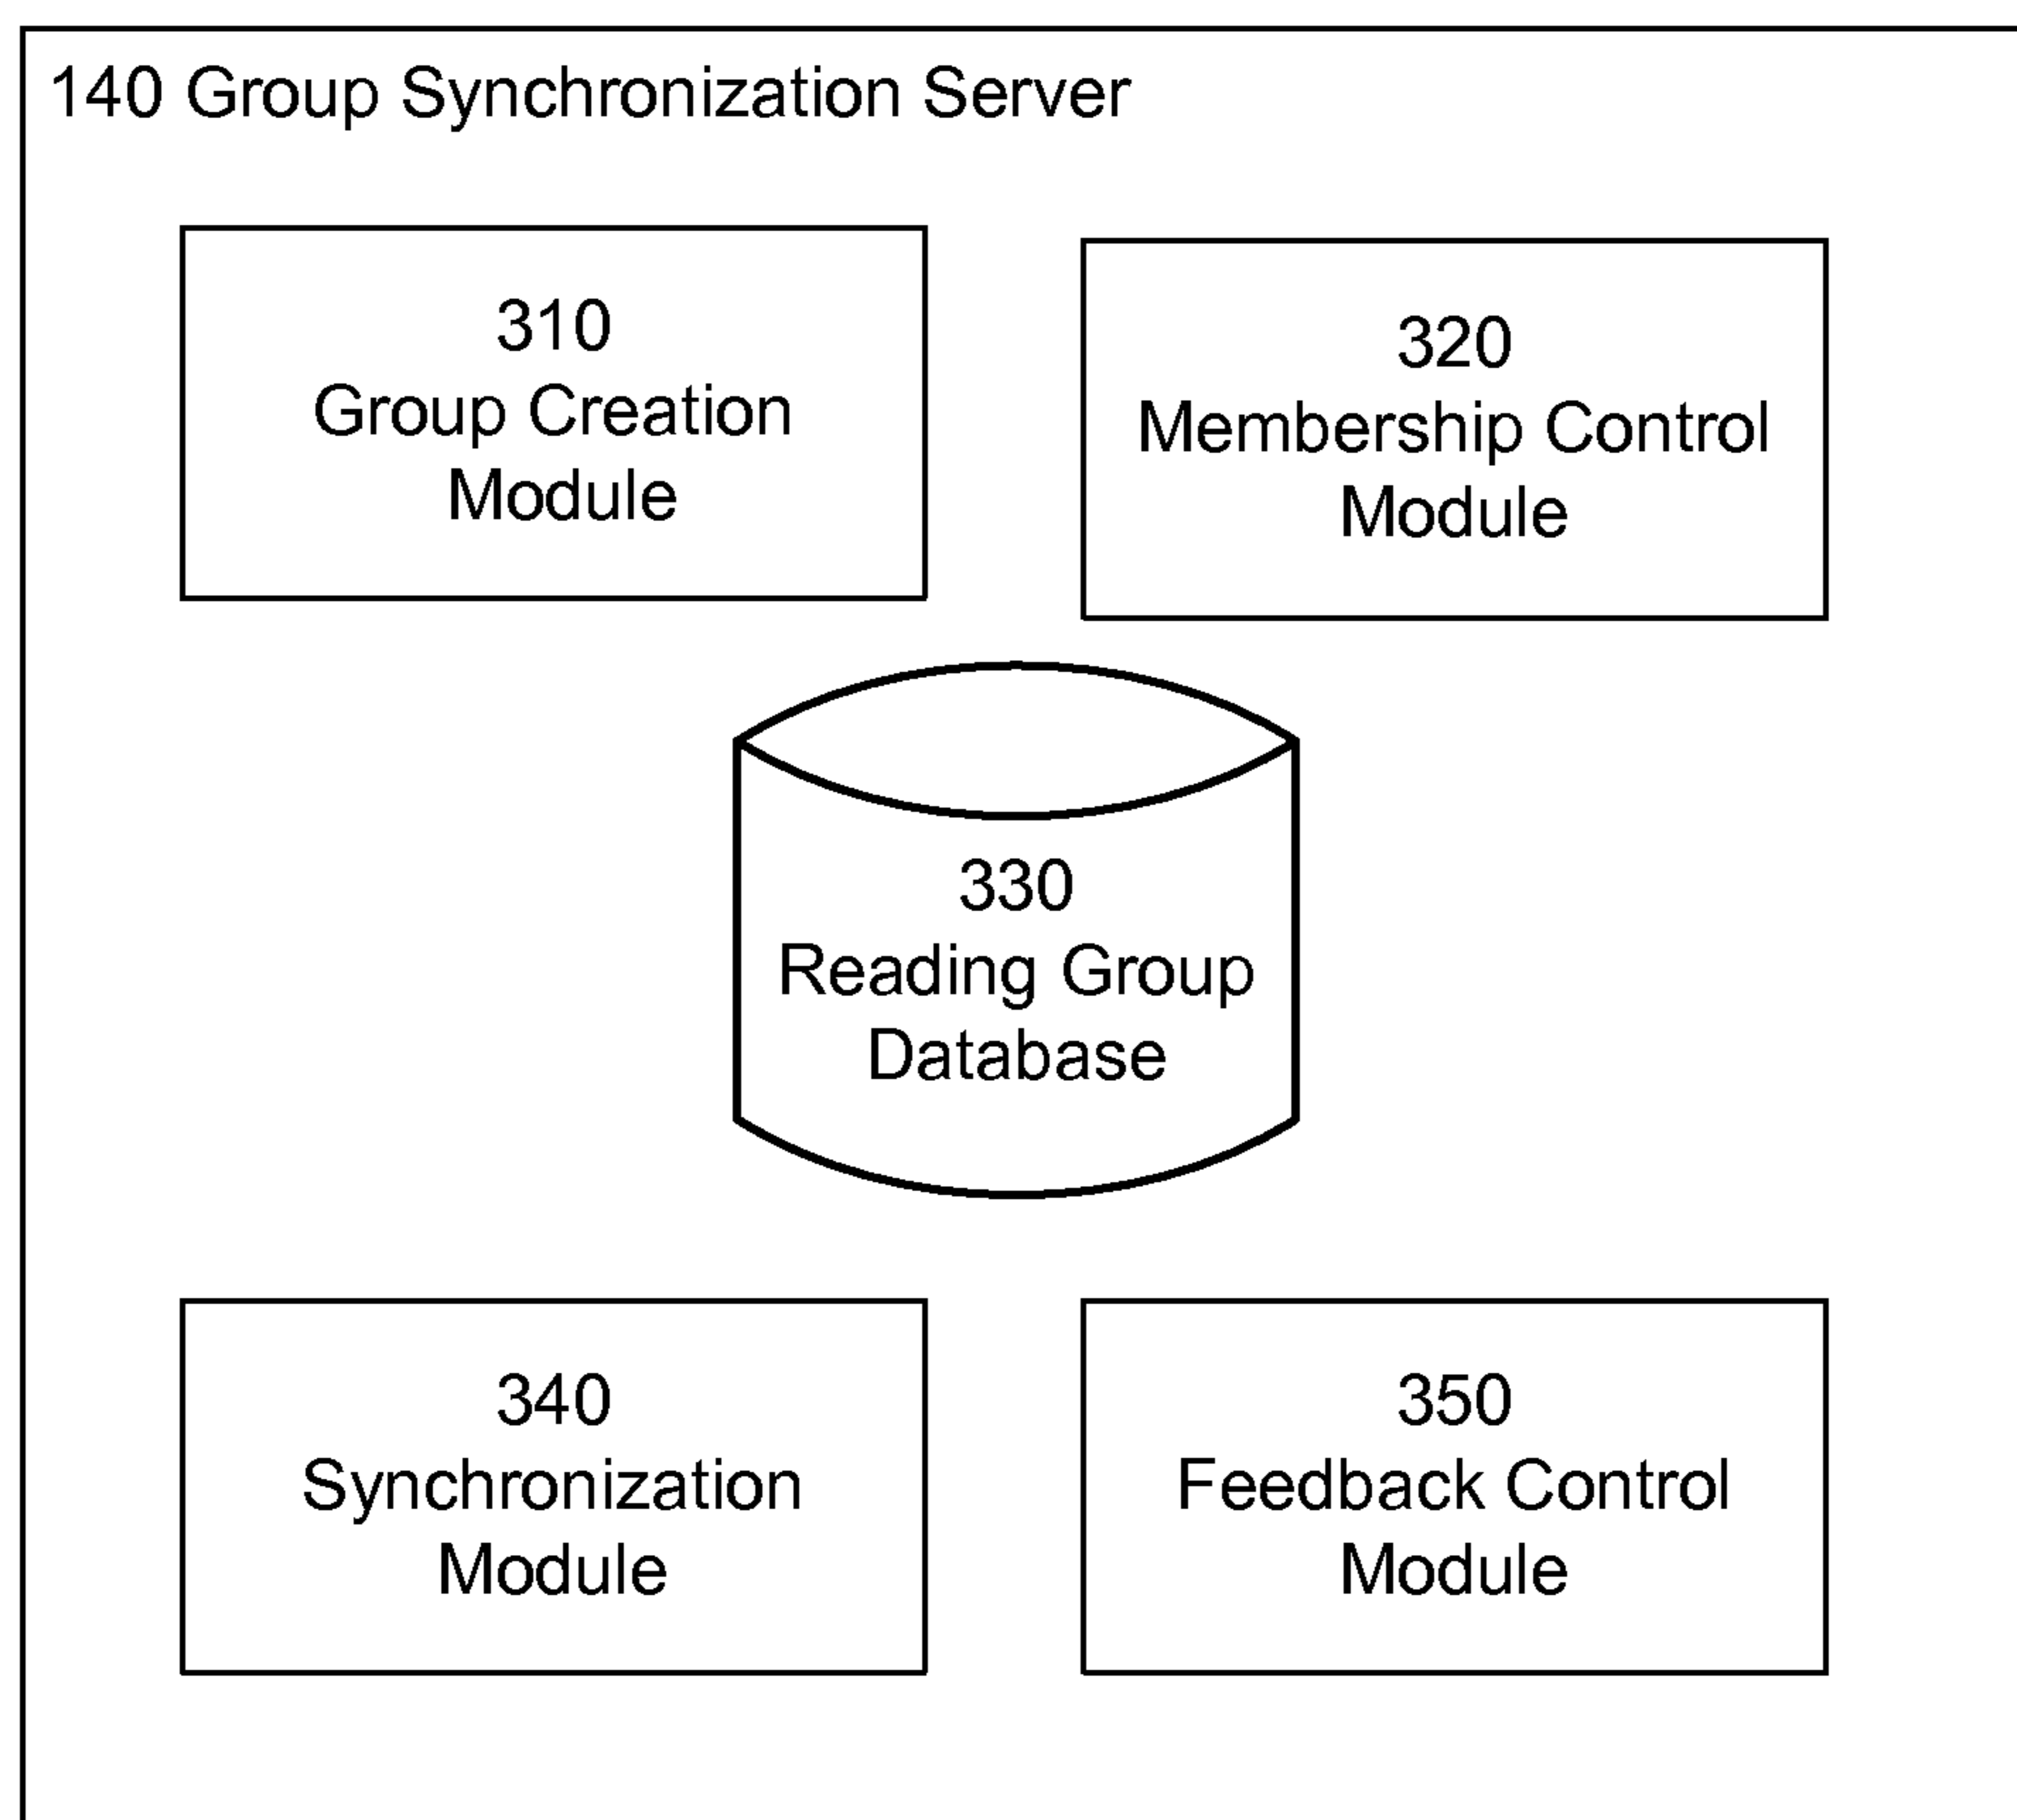 140 Group Synchronization Server
310
Group Creation
Module
320
Membership Control
Module
330
Reading Group
Database
340
Synchronization
Module
350
Feedback Control
Module